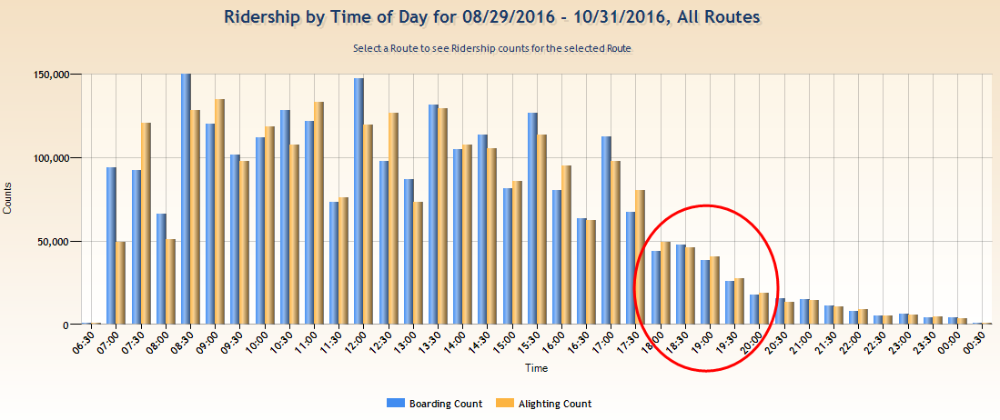 Ridership by Time of Day for 08/29/2016 - 10/31/2016, All Routes
Select a Route to see Ridership counts for the selected Route
150,000
100,000
50,000
0
Counts
06:30 07:00 07:30 08:00 08:30 09:00 09:30 10:00 10:30 11:00 11:30 12:00 12:30 13:00 13:30 14:00 14:30 15:00 15:30 16:00 16:30 17:00 17:30 18:00 18:30 19:00 19:30 20:00 20:30 21:00 21:30 22:00 22:30 23:00 23:30 00:00 00:30
Time
Boarding Count Alighting Count